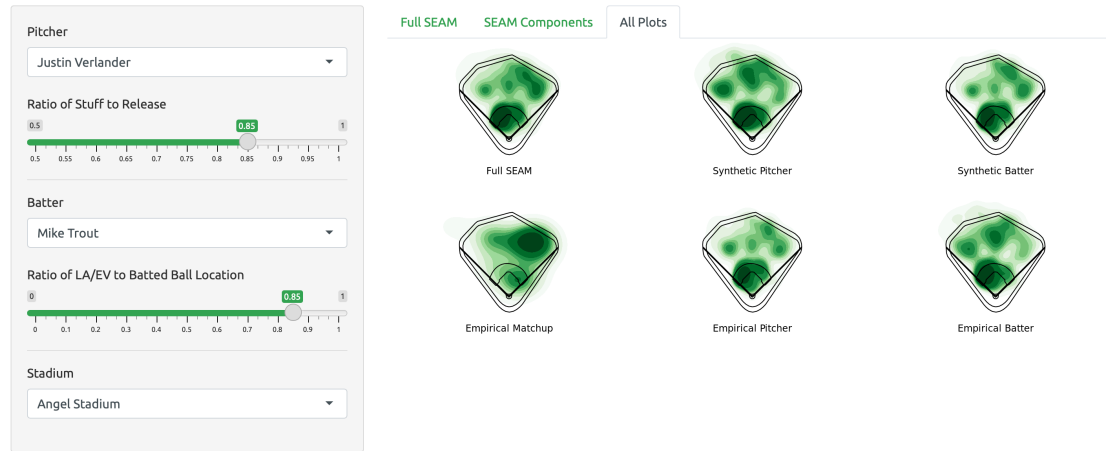 Full SEAM SEAM Components All Plots
Pitcher
Justin Verlander
Ratio of Stuff to Release
0.5 0.85 1
0.5 0.55 0.6 0.65 0.7 0.75 0.8 0.85 0.9 0.95 1
Batter
Mike Trout
Ratio of LA/EV to Batted Ball Location
0 0.85 1
0 0.1 0.2 0.3 0.4 0.5 0.6 0.7 0.8 0.9 1
Stadium
Angel Stadium
Full SEAM Synthetic Pitcher Synthetic Batter
Empirical Matchup Empirical Pitcher Empirical Batter